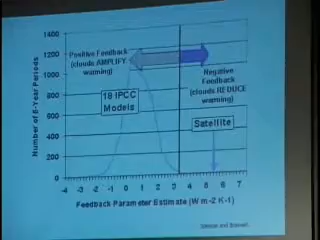 1400
1200
1000
800
600
400
200
0
Number of 5-Year Periods
Positive Feedback
(clouds AMPLIFY
warming)
Negative
Feedback
(clouds REDUCE
warming)
18 IPCC
Models
Satellite
-4 -3 -2 -1 0 1 2 3 4 5 6 7
Feedback Parameter Estimate (W m-2 K-1)